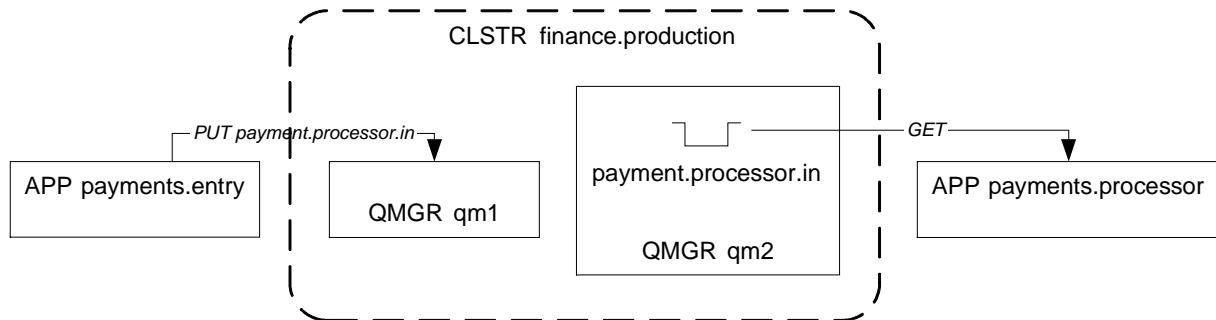 CLSTR finance.production
PUT payment.processor.in
GET
APP payments.entry
QMGR qm1
payment.processor.in
QMGR qm2
APP payments.processor